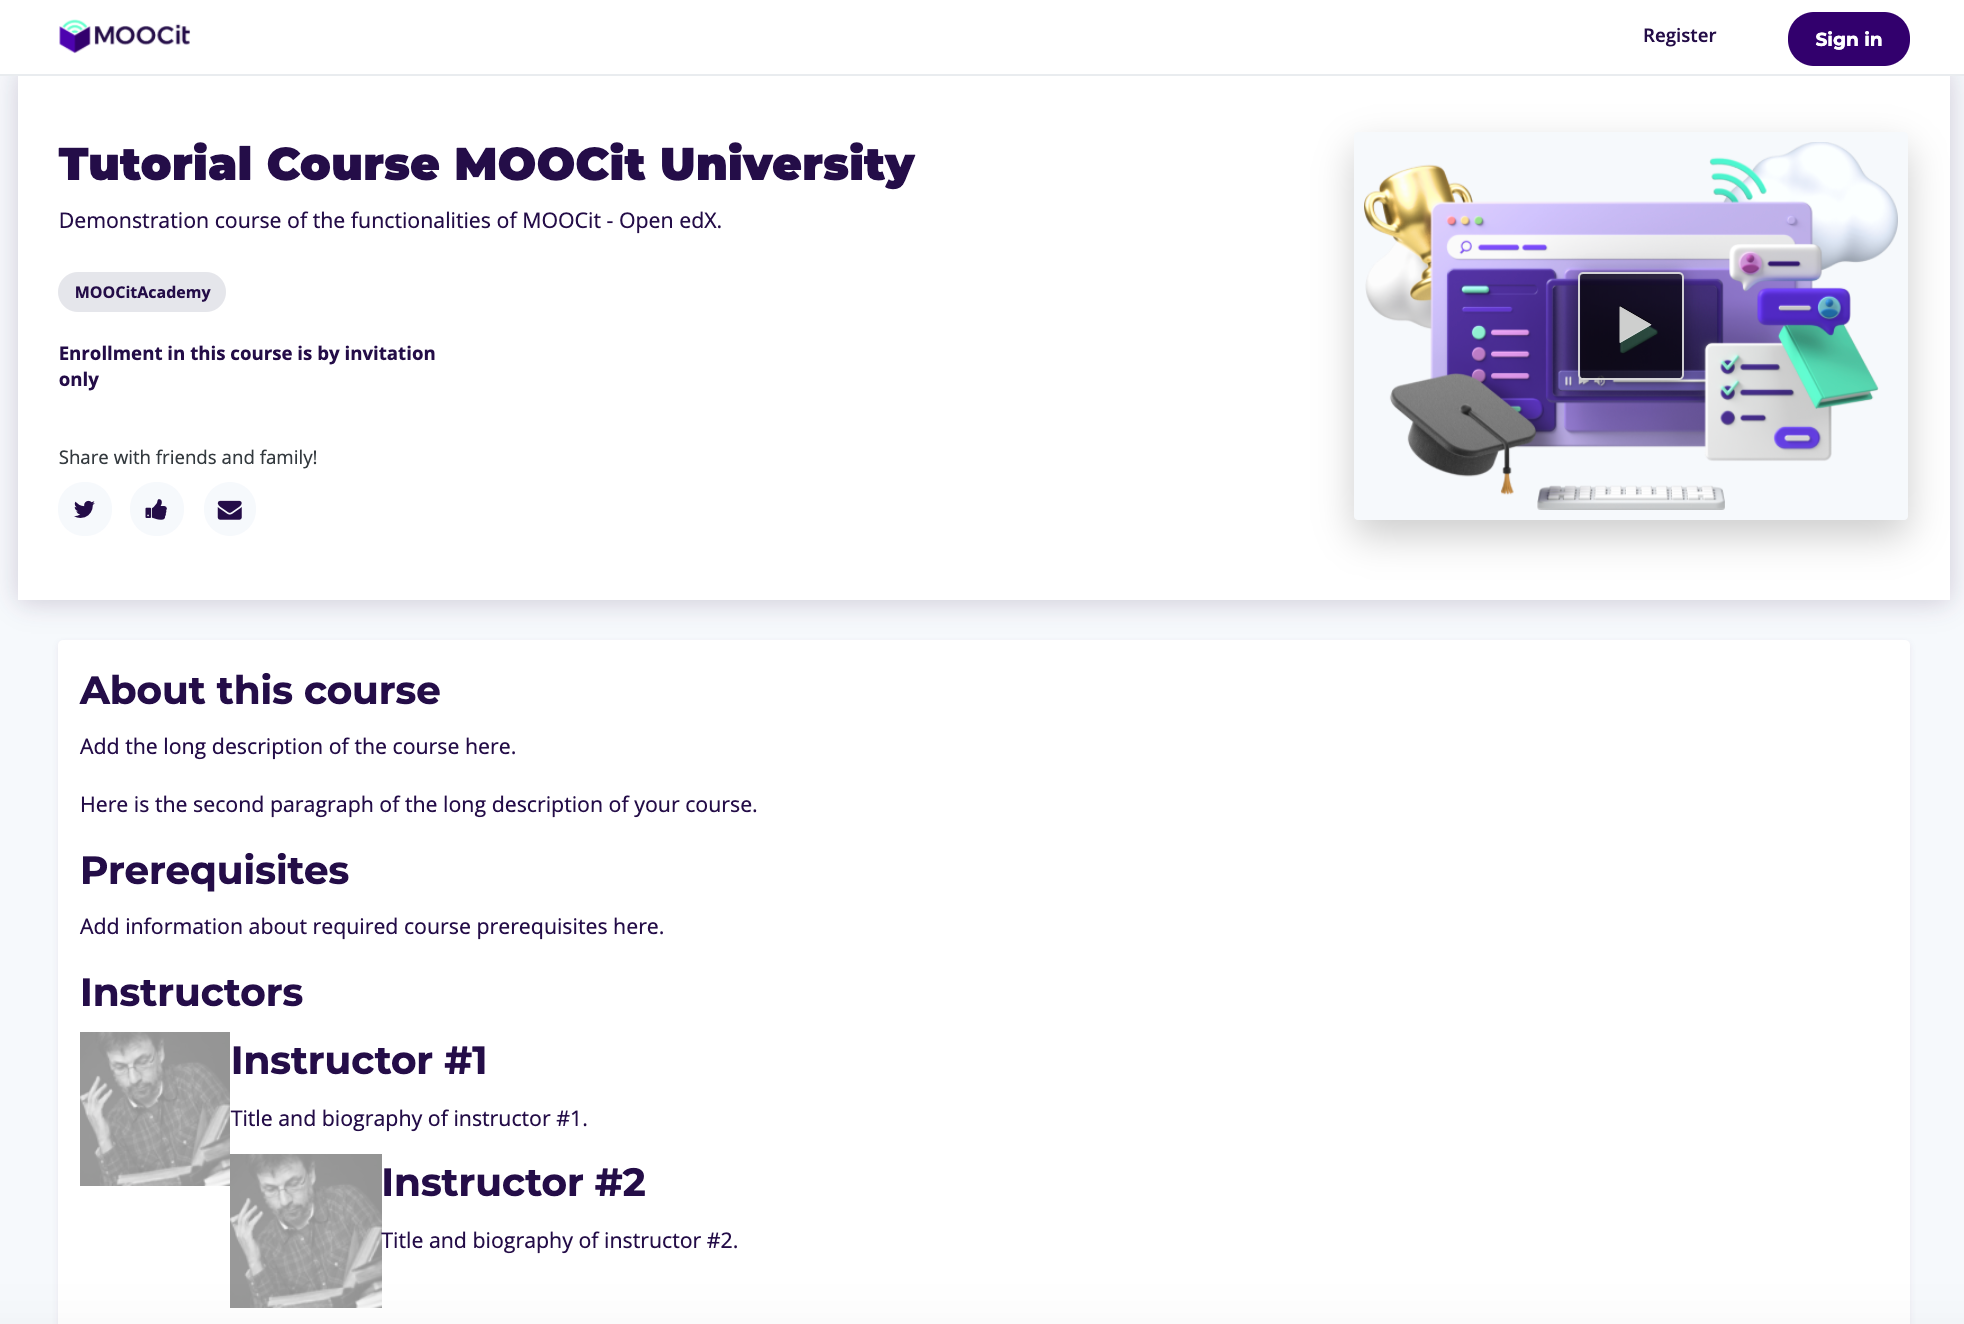 MOOCit
Register
Sign in
Tutorial Course MOOCit University
Demonstration course of the functionalities of MOOCit - Open edX.
MOOCitAcademy
Enrollment in this course is by invitation
only
Share with friends and family!
About this course
Add the long description of the course here.
Here is the second paragraph of the long description of your course.
Prerequisites
Add information about required course prerequisites here.
Instructors
Instructor #1
Title and biography of instructor #1.
Instructor #2
Title and biography of instructor #2.